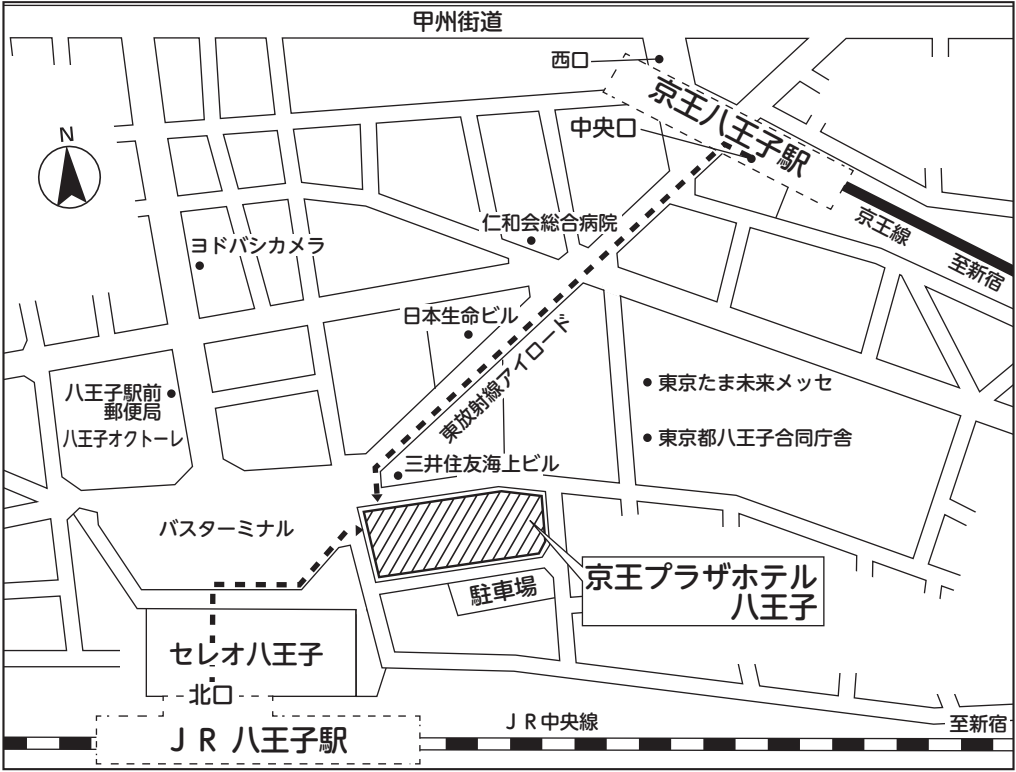 甲州街道
西口
京王八王子駅
中央口
N
仁和会総合病院
京王線
至新宿
ヨドバシカメラ
日本生命ビル
東放射線アイロード
八王子駅前
郵便局
八王子オクトーレ
東京たま未来メッセ
東京都八王子合同庁舎
三井住友海上ビル
バスターミナル
京王プラザホテル
八王子
駐車場
セレオ八王子
北口
JR中央線
至新宿
JR 八王子駅